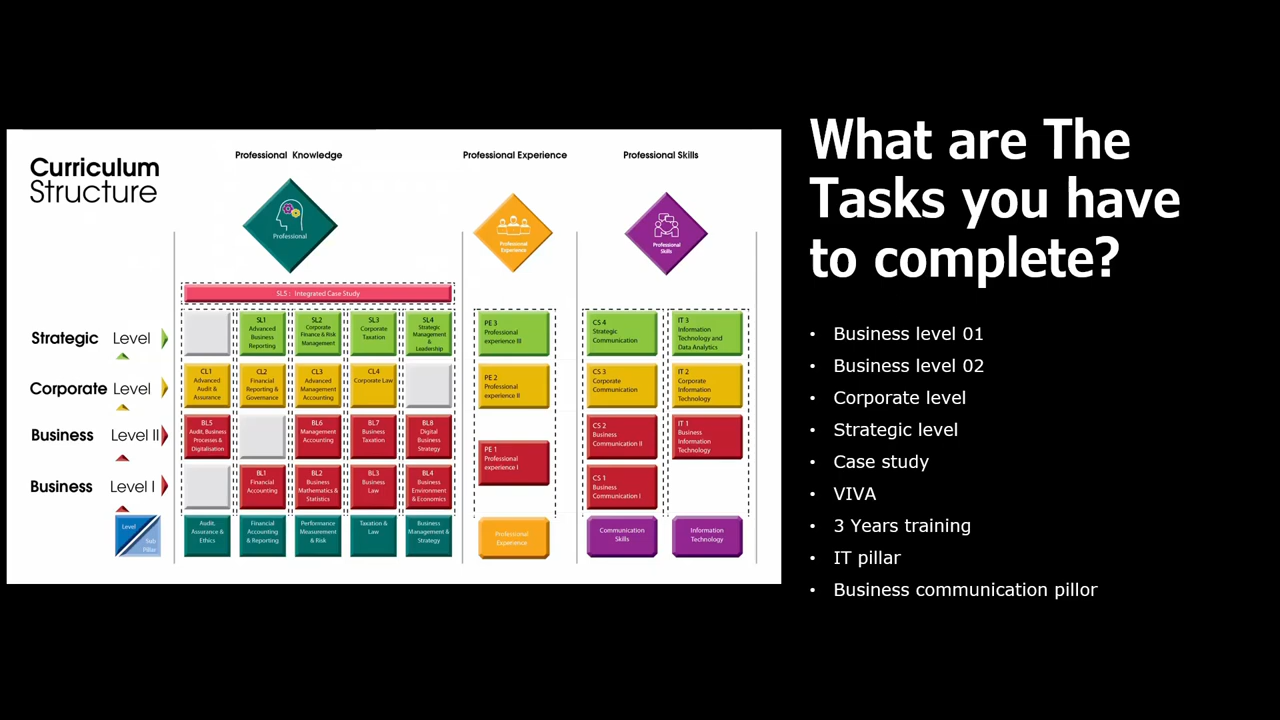 Curriculum
Structure
Professional Knowledge
Professional Experience
Professional Skills
Professional
Professional
Experience
Professional
Skills
SL5 : Integrated Case Study
Strategic Level
SL1
Advanced
Business
Reporting
SL2
Corporate
Finance & Risk
Management
SL3
Corporate
Taxation
SL4
Strategic
Management
&
Leadership
PE 3
Professional
experience III
CS 4
Strategic
Communication
IT 3
Information
Technology and
Data Analytics
Corporate Level
CL1
Advanced
Audit &
Assurance
CL2
Financial
Reporting &
Governance
CL3
Advanced
Management
Accounting
CL4
Corporate Law
PE 2
Professional
experience II
CS 3
Corporate
Communication
IT 2
Corporate
Information
Technology
Business Level II
BL5
Audit, Business
Processes &
Digitalisation
BL6
Management
Accounting
BL7
Business
Taxation
BL8
Digital
Business
Strategy
PE 1
Professional
experience I
CS 2
Business
Communication II
IT 1
Business
Information
Technology
Business Level I
BL1
Financial
Accounting
BL2
Business
Mathematics &
Statistics
BL3
Business
Law
BL4
Business
Environment
& Economics
CS 1
Business
Communication I
Level
Sub
Pillar
Audit,
Assurance &
Ethics
Financial
Accounting
& Reporting
Performance
Measurement
& Risk
Taxation &
Law
Business
Management &
Strategy
Professional
Experience
Communication
Skills
Information
Technology
What are The
Tasks you have
to complete?
• Business level 01
• Business level 02
• Corporate level
• Strategic level
• Case study
• VIVA
• 3 Years training
• IT pillar
• Business communication pillor